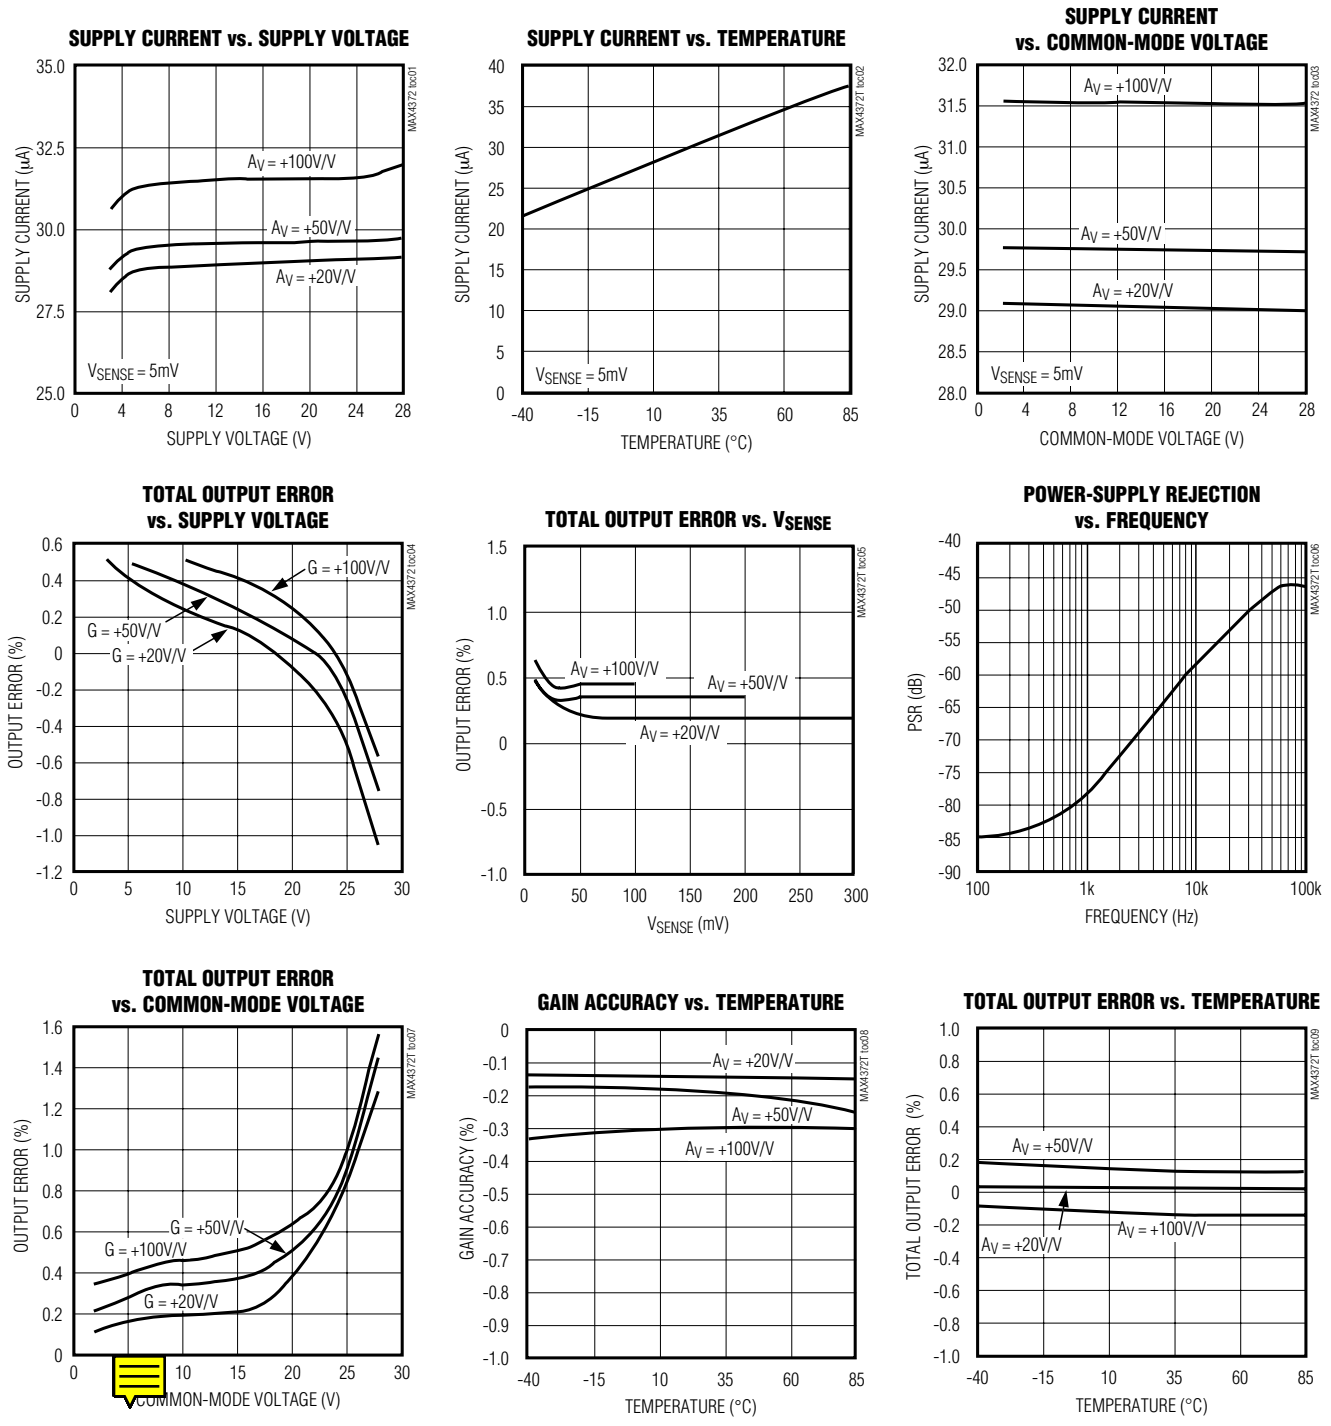 SUPPLY CURRENT vs. SUPPLY VOLTAGE
35.0
32.5
30.0
27.5
25.0
SUPPLY CURRENT (µA)
AV = +100V/V
AV = +50V/V
AV = +20V/V
VSENSE = 5mV
0 4 8 12 16 20 24 28
SUPPLY VOLTAGE (V)
MAX4372 toc01
SUPPLY CURRENT vs. TEMPERATURE
40
35
30
25
20
15
10
5
0
SUPPLY CURRENT (µA)
VSENSE = 5mV
-40 -15 10 35 60 85
TEMPERATURE (°C)
MAX4372T toc02
SUPPLY CURRENT
vs. COMMON-MODE VOLTAGE
32.0
31.5
31.0
30.5
30.0
29.5
29.0
28.5
28.0
SUPPLY CURRENT (µA)
AV = +100V/V
AV = +50V/V
AV = +20V/V
VSENSE = 5mV
0 4 8 12 16 20 24 28
COMMON-MODE VOLTAGE (V)
MAX4372 toc03
TOTAL OUTPUT ERROR
vs. SUPPLY VOLTAGE
0.6
0.4
0.2
0
-0.2
-0.4
-0.6
-0.8
-1.0
-1.2
OUTPUT ERROR (%)
G = +100V/V
G = +50V/V
G = +20V/V
0 5 10 15 20 25 30
SUPPLY VOLTAGE (V)
MAX4372 toc04
TOTAL OUTPUT ERROR vs. VSENSE
1.5
1.0
0.5
0
-0.5
-1.0
OUTPUT ERROR (%)
AV = +100V/V
AV = +50V/V
AV = +20V/V
0 50 100 150 200 250 300
VSENSE (mV)
MAX4372T toc05
POWER-SUPPLY REJECTION
vs. FREQUENCY
-40
-45
-50
-55
-60
-65
-70
-75
-80
-85
-90
PSR (dB)
100 1k 10k 100k
FREQUENCY (Hz)
MAX4372T toc06
TOTAL OUTPUT ERROR
vs. COMMON-MODE VOLTAGE
1.6
1.4
1.2
1.0
0.8
0.6
0.4
0.2
0
OUTPUT ERROR (%)
G = +50V/V
G = +100V/V
G = +20V/V
10 15 20 25 30
COMMON-MODE VOLTAGE (V)
MAX4372T toc07
GAIN ACCURACY vs. TEMPERATURE
0
-0.1
-0.2
-0.3
-0.4
-0.5
-0.6
-0.7
-0.8
-0.9
-1.0
GAIN ACCURACY (%)
AV = +20V/V
AV = +50V/V
AV = +100V/V
-40 -15 10 35 60 85
TEMPERATURE (°C)
MAX4372T toc08
TOTAL OUTPUT ERROR vs. TEMPERATURE
1.0
0.8
0.6
0.4
0.2
0
-0.2
-0.4
-0.6
-0.8
-1.0
TOTAL OUTPUT ERROR (%)
AV = +50V/V
AV = +100V/V
AV = +20V/V
-40 -15 10 35 60 85
TEMPERATURE (°C)
MAX4372T toc09